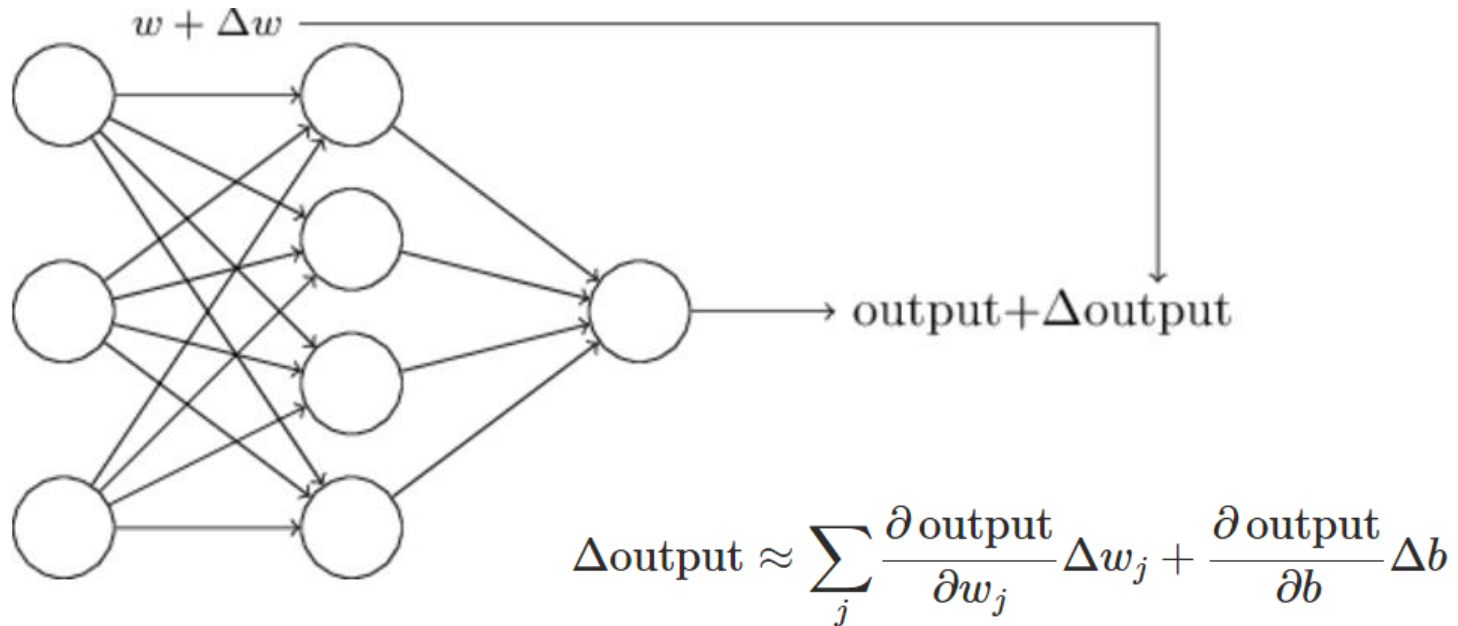 w + Δw
output+Δoutput
Δoutput ≈ ∑_j ∂ output/∂w_j Δw_j + ∂ output/∂b Δb